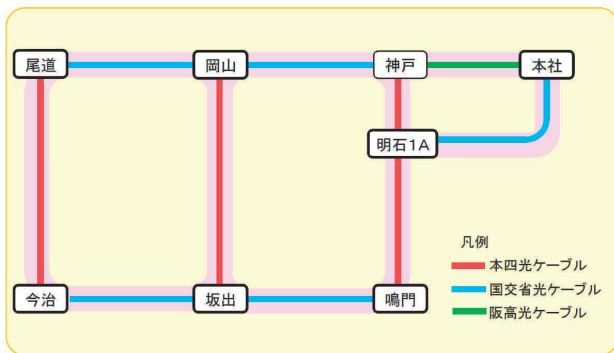 尾道
岡山
神戸
本社
明石1A
凡例
本四光ケーブル
国交省光ケーブル
阪高光ケーブル
今治
坂出
鳴門